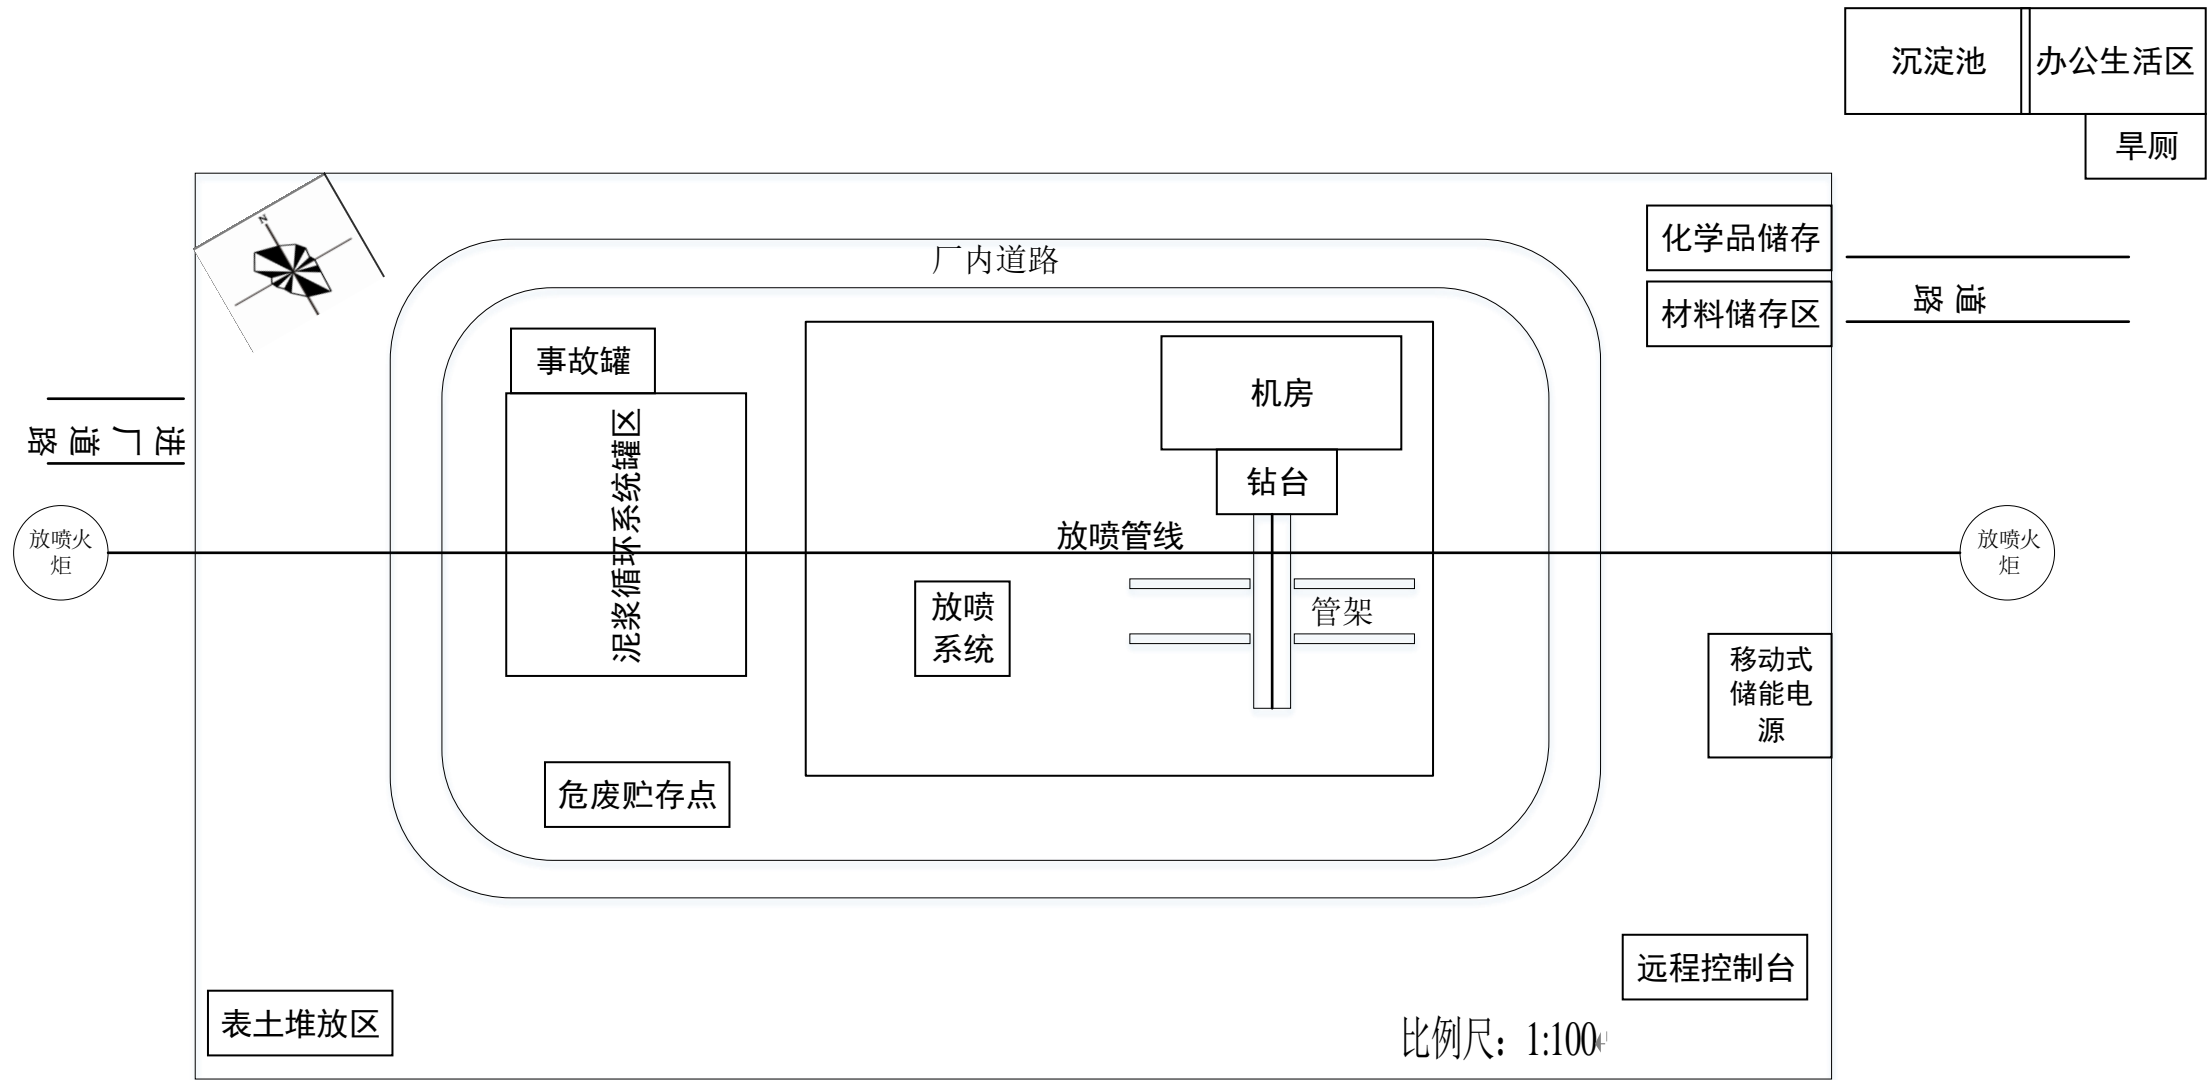 沉淀池
办公生活区
旱厕
N
化学品储存
厂内道路
道路
材料储存区
事故罐
机房
进厂道路
泥浆循环系统罐区
钻台
放喷管线
放喷火
炬
放喷火
炬
放喷
系统
管架
移动式
储能电
源
危废贮存点
远程控制台
表土堆放区
比例尺：1:100